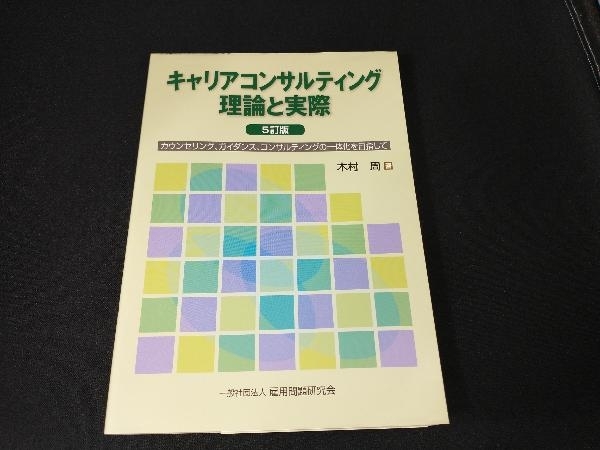 キャリアコンサルティング
理論と実際
5訂版
カウンセリング、ガイダンス、コンサルティングの一体化を目指して
木村 周 著
一般社団法人 雇用問題研究会